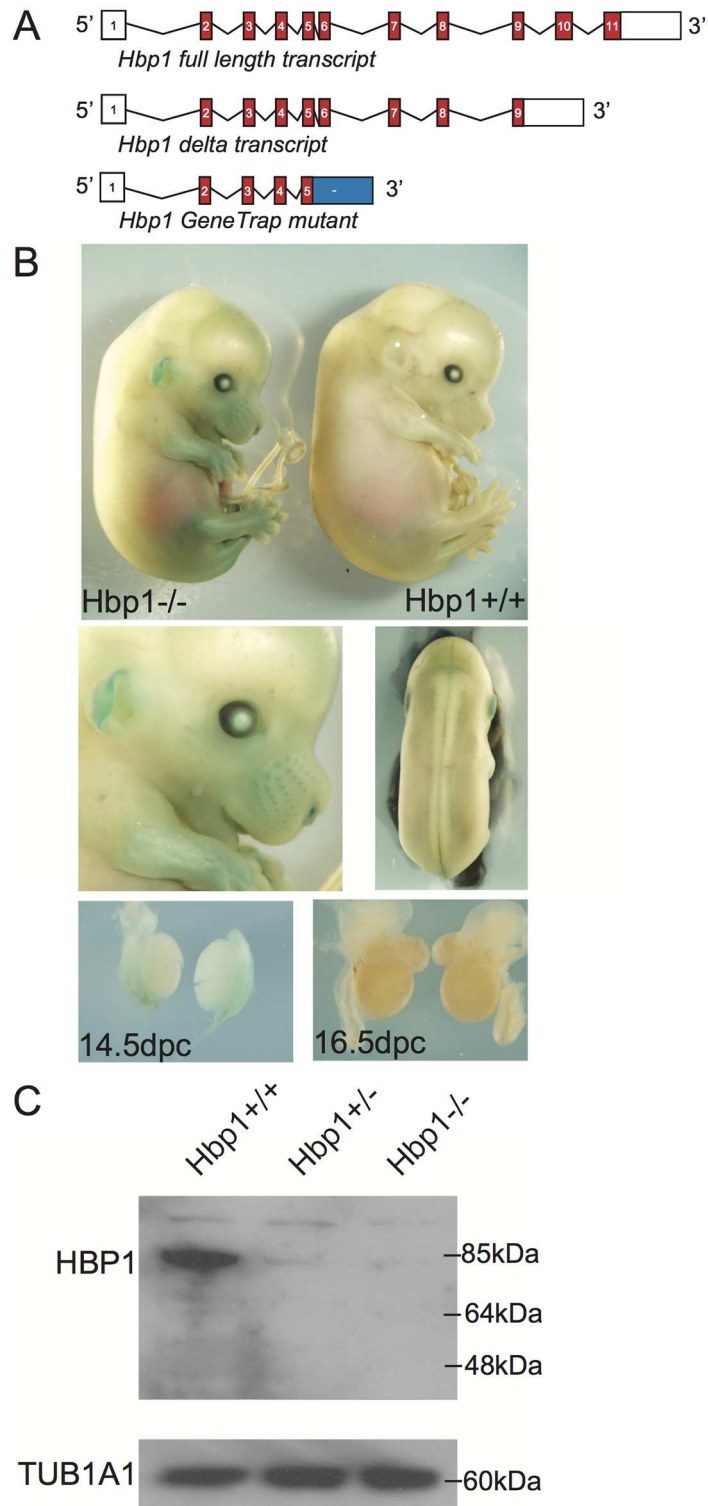 A
5’ 1 2 3 4 5 6 7 8 9 10 11 3’
Hbp1 full length transcript
5’ 1 2 3 4 5 6 7 8 9 3’
Hbp1 delta transcript
5’ 1 2 3 4 5 - 3’
Hbp1 GeneTrap mutant
B
Hbp1-/- Hbp1+/+
14.5dpc 16.5dpc
C
Hbp1+/+ Hbp1+/- Hbp1-/-
HBP1 85kDa
64kDa
48kDa
TUB1A1 60kDa